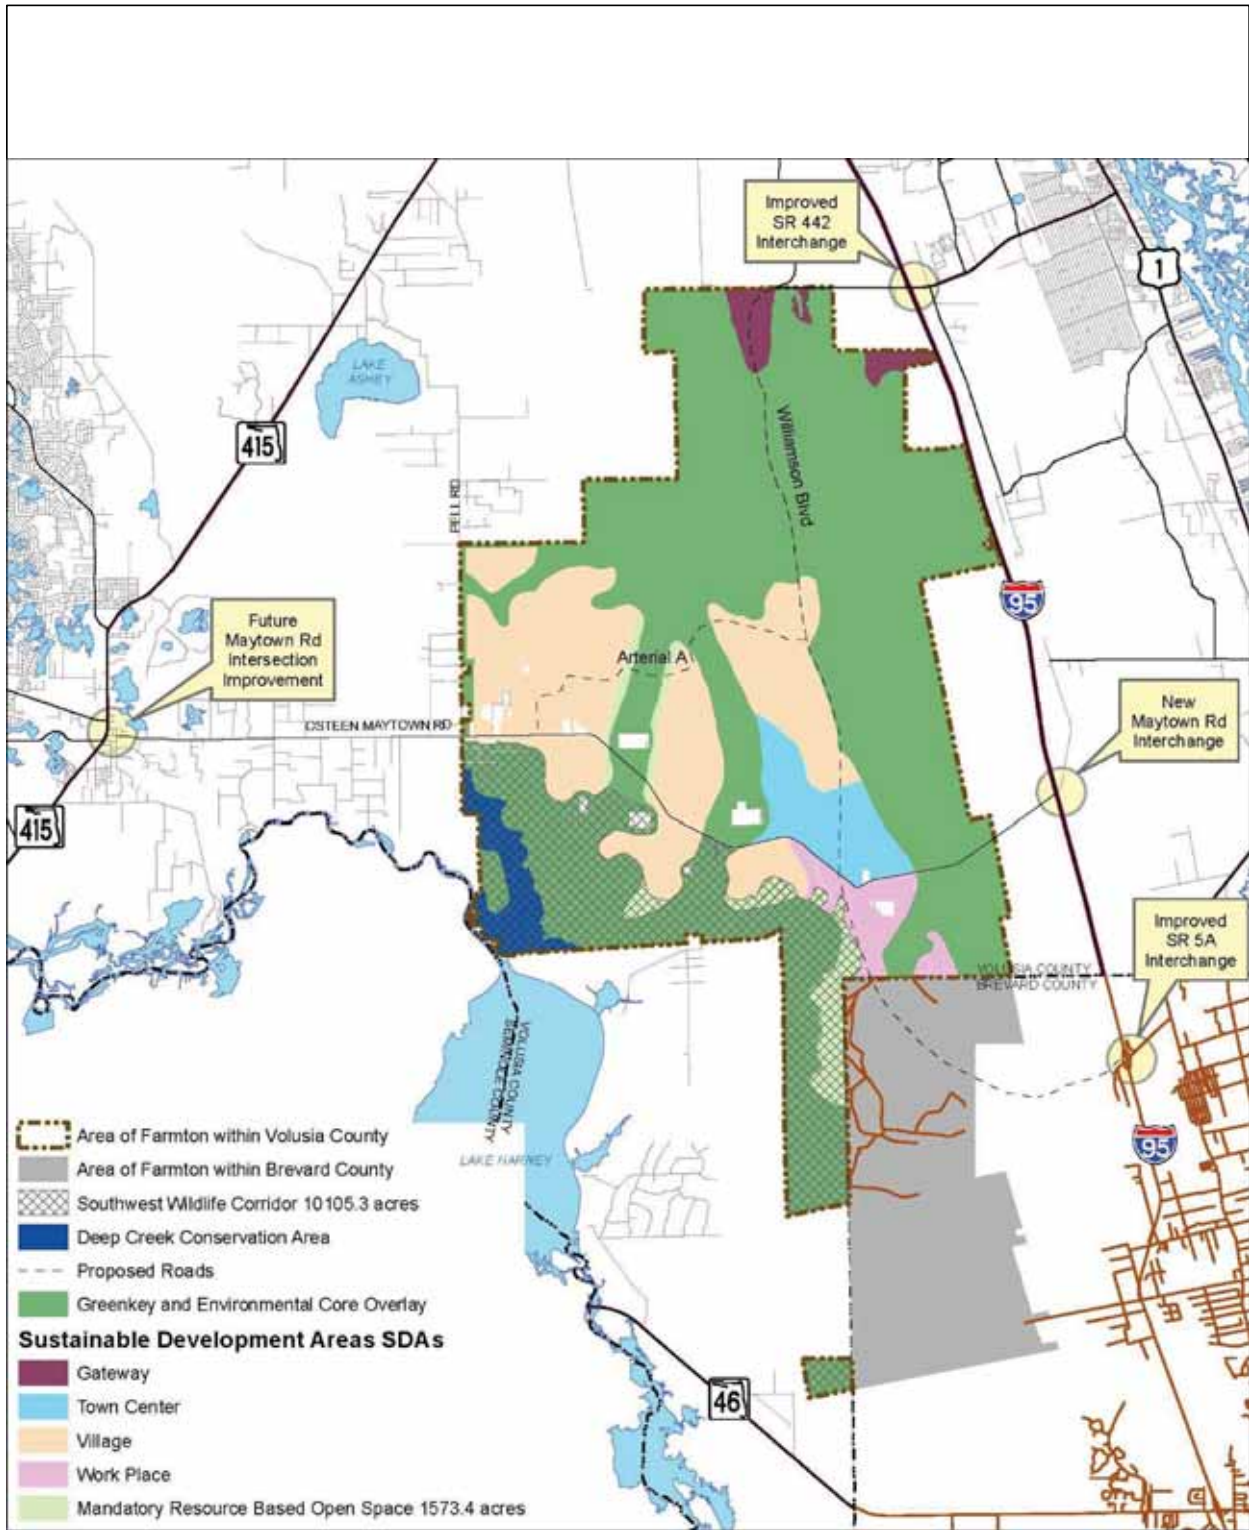 Improved
SR 442
Interchange
1
LAKE
ASHBY
415
PELL RD
Williamson Blvd
95
Future
Maytown Rd
Intersection
Improvement
Arterial A
OSTEEN MAYTOWN RD
New
Maytown Rd
Interchange
415
Improved
SR 5A
Interchange
VOLUSIA COUNTY
BREVARD COUNTY
VOLUSIA COUNTY
SEMINOLE COUNTY
LAKE HARNEY
95
46
Area of Farmton within Volusia County
Area of Farmton within Brevard County
Southwest Wildlife Corridor 10105.3 acres
Deep Creek Conservation Area
Proposed Roads
Greenkey and Environmental Core Overlay
Sustainable Development Areas SDAs
Gateway
Town Center
Village
Work Place
Mandatory Resource Based Open Space 1573.4 acres